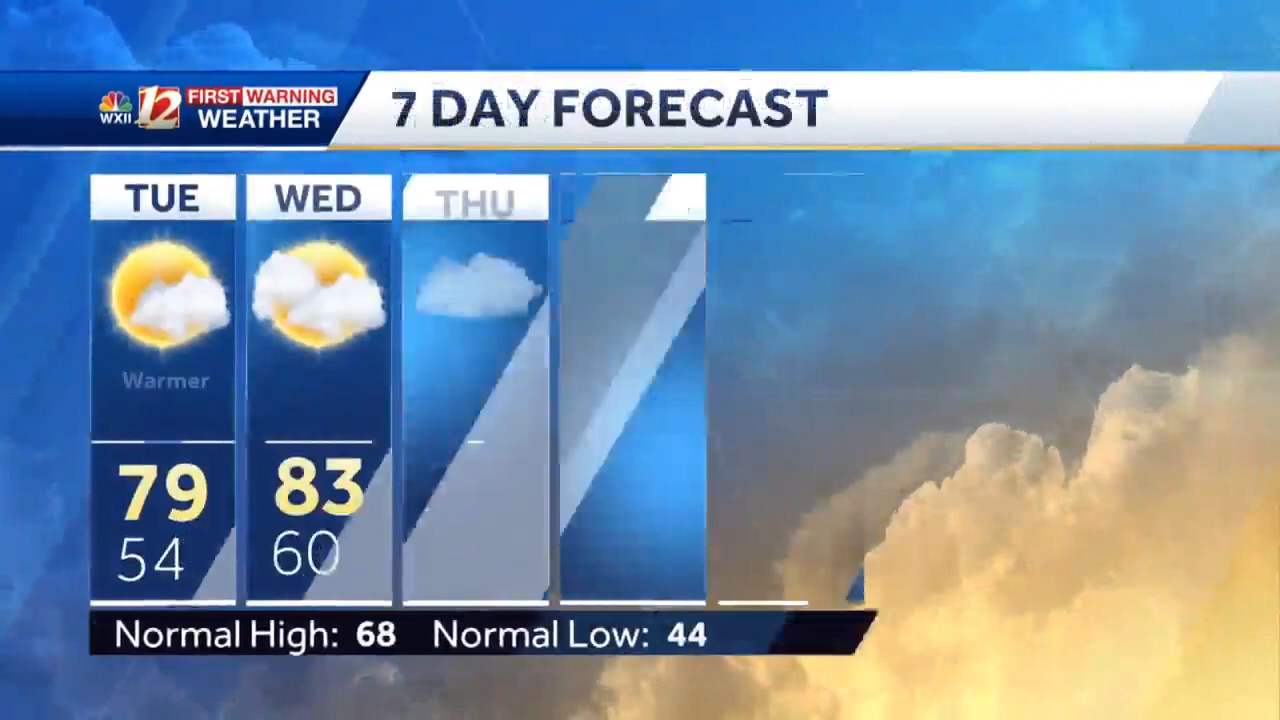 WXII 12 FIRST WARNING
WEATHER
7 DAY FORECAST
TUE
WED
THU
Warmer
79
54
83
60
Normal High: 68 Normal Low: 44